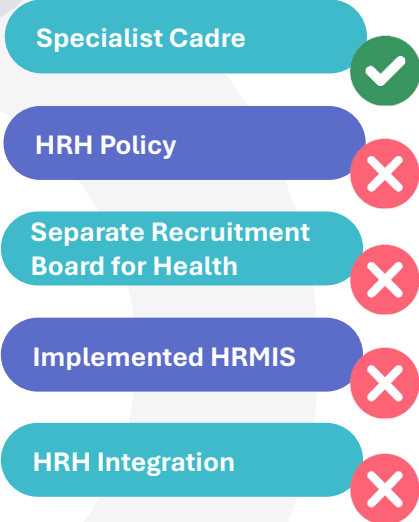 Specialist Cadre
HRH Policy
Separate Recruitment
Board for Health
Implemented HRMIS
HRH Integration